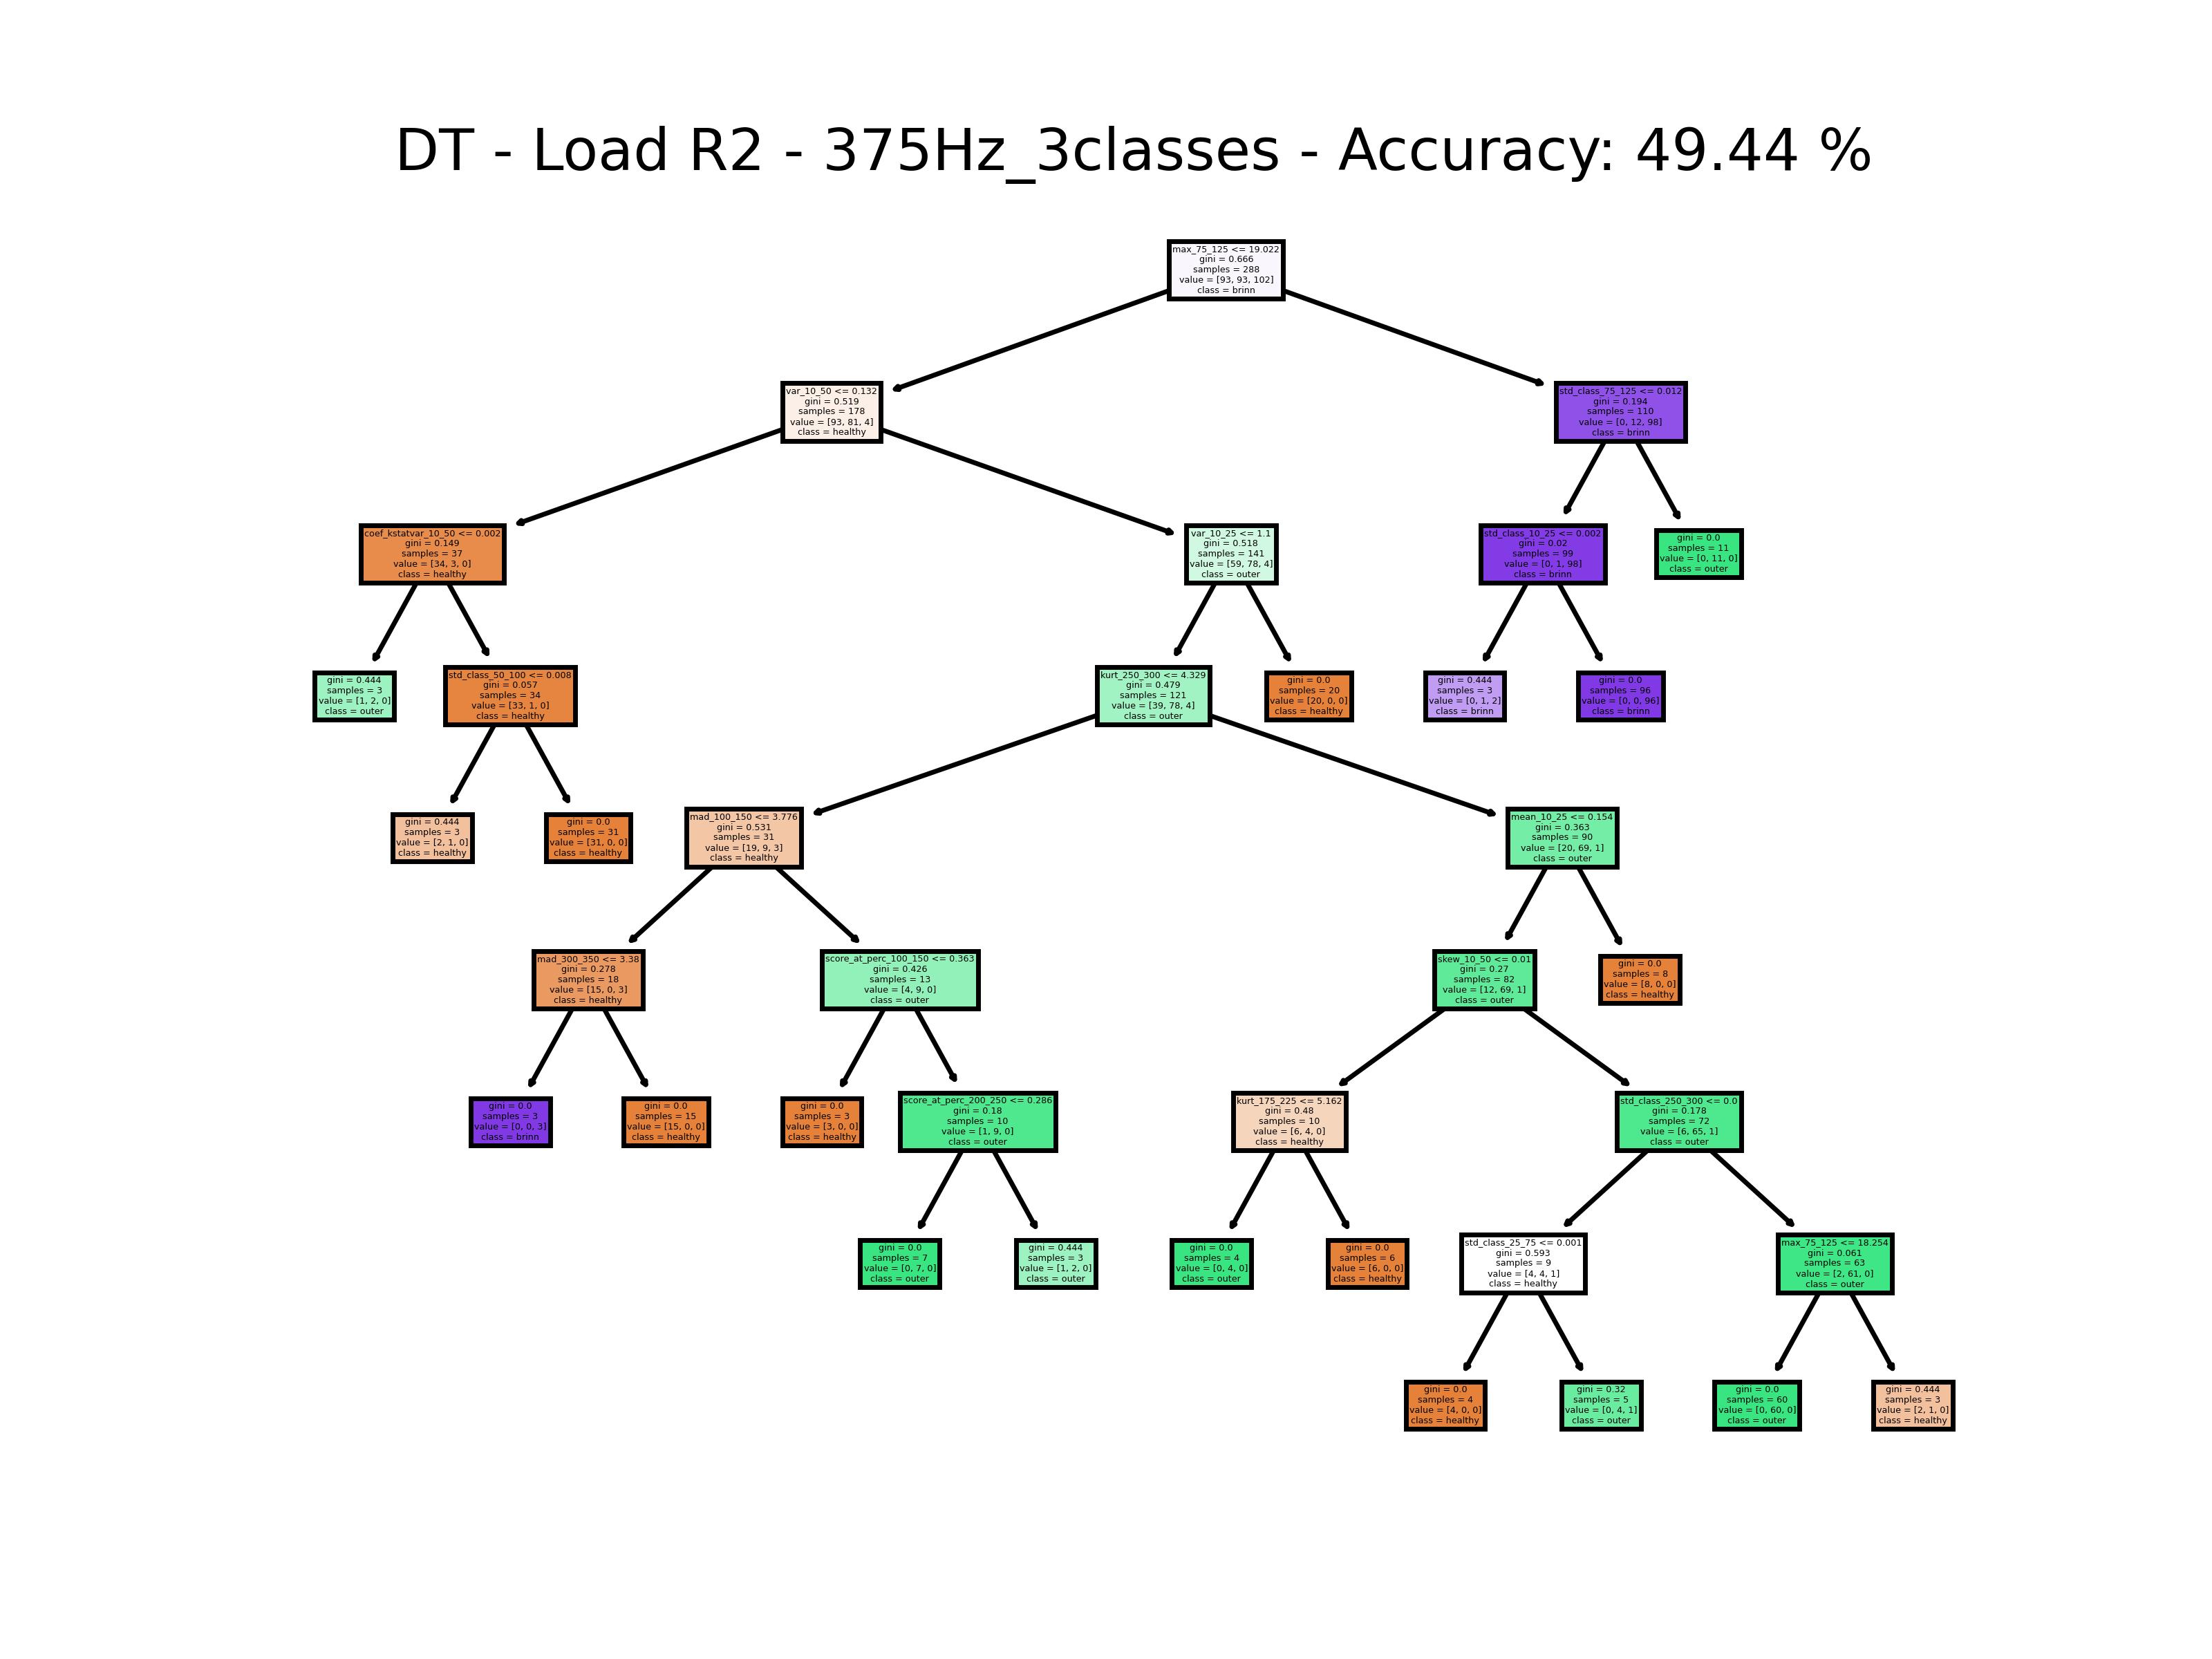 DT - Load R2 - 375Hz_3classes - Accuracy: 49.44 %
max_75_125 <= 19.022
gini = 0.666
samples = 288
value = [93, 93, 102]
class = brinn
var_10_50 <= 0.132
gini = 0.519
samples = 178
value = [93, 81, 4]
class = healthy
std_class_75_125 <= 0.012
gini = 0.194
samples = 110
value = [0, 12, 98]
class = brinn
coef_kstatvar_10_50 <= 0.002
gini = 0.149
samples = 37
value = [34, 3, 0]
class = healthy
var_10_25 <= 1.1
gini = 0.518
samples = 141
value = [59, 78, 4]
class = outer
std_class_10_25 <= 0.002
gini = 0.02
samples = 99
value = [0, 1, 98]
class = brinn
gini = 0.0
samples = 11
value = [0, 11, 0]
class = outer
gini = 0.444
samples = 3
value = [1, 2, 0]
class = outer
std_class_50_100 <= 0.008
gini = 0.057
samples = 34
value = [33, 1, 0]
class = healthy
kurt_250_300 <= 4.329
gini = 0.479
samples = 121
value = [39, 78, 4]
class = outer
gini = 0.0
samples = 20
value = [20, 0, 0]
class = healthy
gini = 0.444
samples = 3
value = [0, 1, 2]
class = brinn
gini = 0.0
samples = 96
value = [0, 0, 96]
class = brinn
gini = 0.444
samples = 3
value = [2, 1, 0]
class = healthy
gini = 0.0
samples = 31
value = [31, 0, 0]
class = healthy
mad_100_150 <= 3.776
gini = 0.531
samples = 31
value = [19, 9, 3]
class = healthy
mean_10_25 <= 0.154
gini = 0.363
samples = 90
value = [20, 69, 1]
class = outer
mad_300_350 <= 3.38
gini = 0.278
samples = 18
value = [15, 0, 3]
class = healthy
score_at_perc_100_150 <= 0.363
gini = 0.426
samples = 13
value = [4, 9, 0]
class = outer
skew_10_50 <= 0.01
gini = 0.27
samples = 82
value = [12, 69, 1]
class = outer
gini = 0.0
samples = 8
value = [8, 0, 0]
class = healthy
gini = 0.0
samples = 3
value = [0, 0, 3]
class = brinn
gini = 0.0
samples = 15
value = [15, 0, 0]
class = healthy
gini = 0.0
samples = 3
value = [3, 0, 0]
class = healthy
score_at_perc_200_250 <= 0.286
gini = 0.18
samples = 10
value = [1, 9, 0]
class = outer
kurt_175_225 <= 5.162
gini = 0.48
samples = 10
value = [6, 4, 0]
class = healthy
std_class_250_300 <= 0.0
gini = 0.178
samples = 72
value = [6, 65, 1]
class = outer
gini = 0.0
samples = 7
value = [0, 7, 0]
class = outer
gini = 0.444
samples = 3
value = [1, 2, 0]
class = outer
gini = 0.0
samples = 4
value = [0, 4, 0]
class = outer
gini = 0.0
samples = 6
value = [6, 0, 0]
class = healthy
std_class_25_75 <= 0.001
gini = 0.593
samples = 9
value = [4, 4, 1]
class = healthy
max_75_125 <= 18.254
gini = 0.061
samples = 63
value = [2, 61, 0]
class = outer
gini = 0.0
samples = 4
value = [4, 0, 0]
class = healthy
gini = 0.32
samples = 5
value = [0, 4, 1]
class = outer
gini = 0.0
samples = 60
value = [0, 60, 0]
class = outer
gini = 0.444
samples = 3
value = [2, 1, 0]
class = healthy